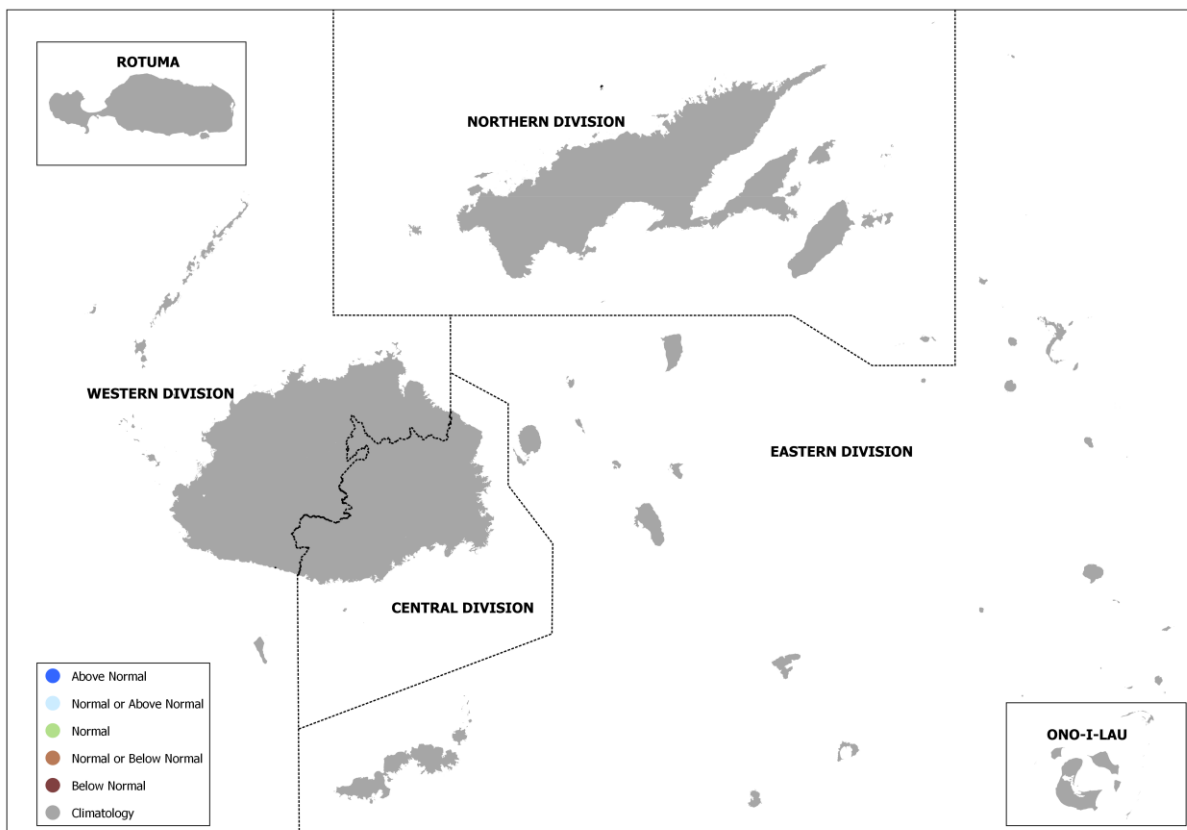 ROTUMA
NORTHERN DIVISION
WESTERN DIVISION
EASTERN DIVISION
CENTRAL DIVISION
Above Normal
Normal or Above Normal
Normal
Normal or Below Normal
Below Normal
Climatology
ONO-I-LAU